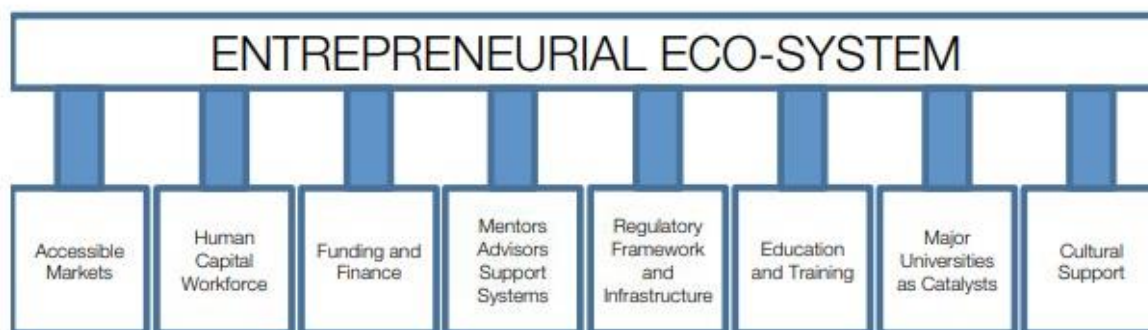 ENTREPRENEURIAL ECO-SYSTEM
Accessible
Markets
Human
Capital
Workforce
Funding and
Finance
Mentors
Advisors
Support
Systems
Regulatory
Framework
and
Infrastructure
Education
and Training
Major
Universities
as Catalysts
Cultural
Support